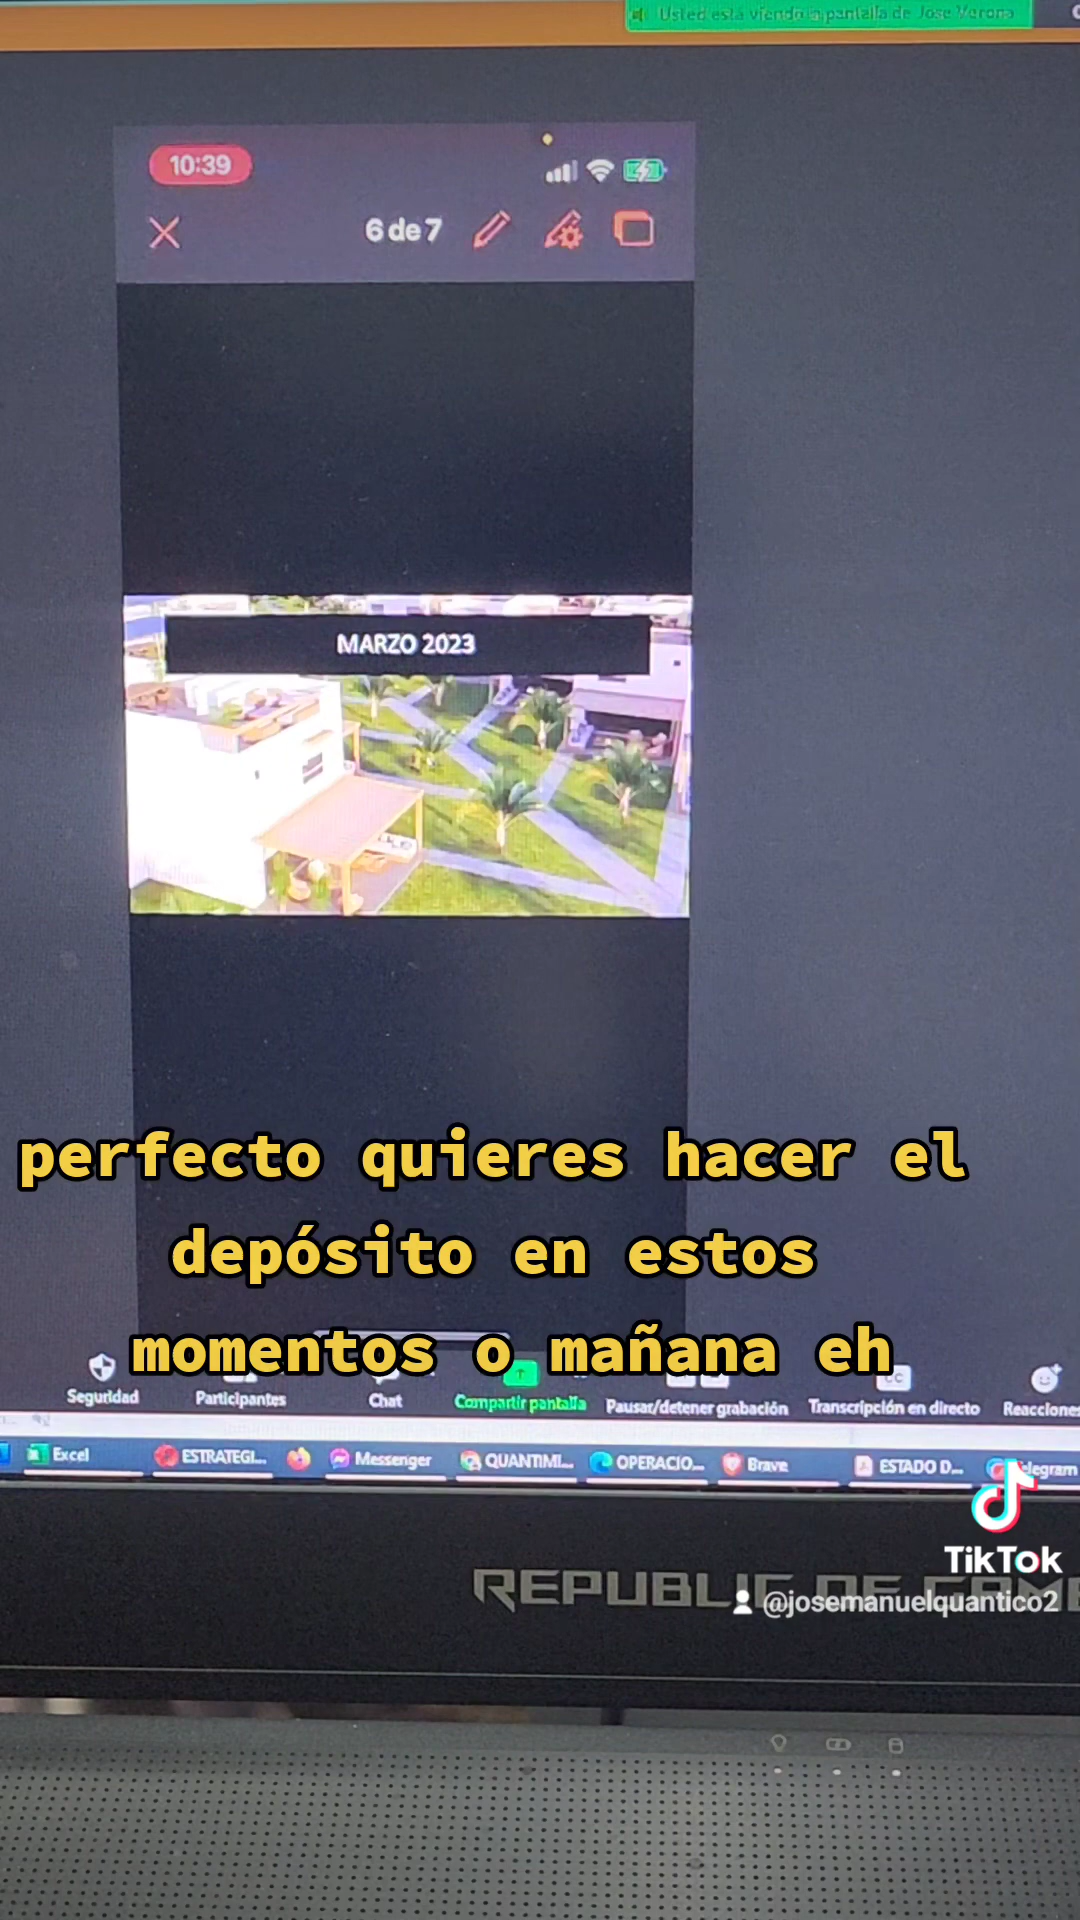 Usted está viendo la pantalla de Jose Verona
10:39
6 de 7
MARZO 2023
perfecto quieres hacer el
depósito en estos
momentos o mañana eh
Seguridad
Participantes
Chat
Compartir pantalla
Pausar/detener grabación
Transcripción en directo
Reacciones
Excel
ESTRATEGI...
Messenger
QUANTIMI...
OPERACIO...
Brave
ESTADO D...
Telegram
TikTok
REPUBLIC OF GAME
@josemanuelquantico2